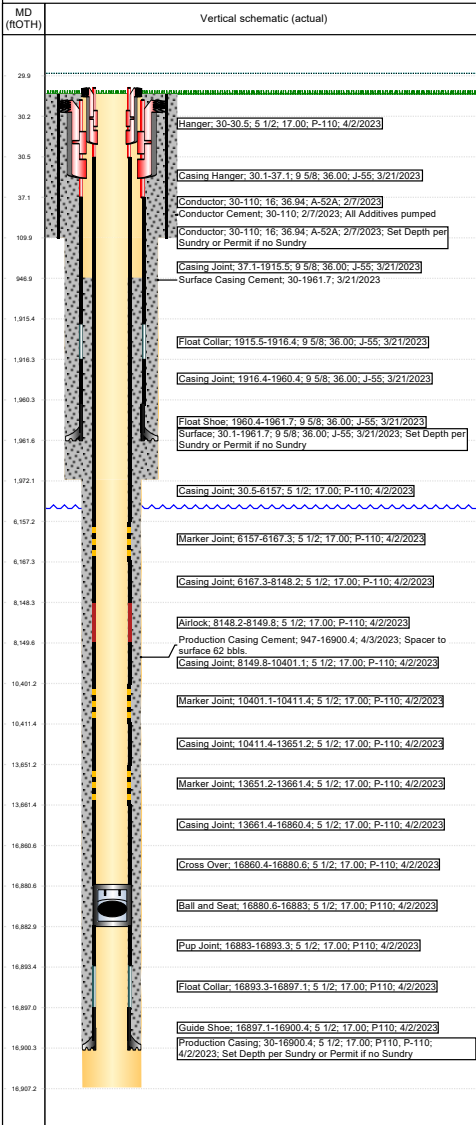 MD
(ftOTH)
Vertical schematic (actual)
29.9
30.2
Hanger; 30-30.5; 5 1/2; 17.00; P-110; 4/2/2023
30.5
Casing Hanger; 30.1-37.1; 9 5/8; 36.00; J-55; 3/21/2023
37.1
Conductor; 30-110; 16; 36.94; A-52A; 2/7/2023
Conductor Cement; 30-110; 2/7/2023; All Additives pumped
109.9
Conductor; 30-110; 16; 36.94; A-52A; 2/7/2023; Set Depth per
Sundry or Permit if no Sundry
Casing Joint; 37.1-1915.5; 9 5/8; 36.00; J-55; 3/21/2023
946.9
Surface Casing Cement; 30-1961.7; 3/21/2023
1,915.4
Float Collar; 1915.5-1916.4; 9 5/8; 36.00; J-55; 3/21/2023
1,916.3
Casing Joint; 1916.4-1960.4; 9 5/8; 36.00; J-55; 3/21/2023
1,960.3
Float Shoe; 1960.4-1961.7; 9 5/8; 36.00; J-55; 3/21/2023
1,961.6
Surface; 30.1-1961.7; 9 5/8; 36.00; J-55; 3/21/2023; Set Depth per
Sundry or Permit if no Sundry
1,972.1
Casing Joint; 30.5-6157; 5 1/2; 17.00; P-110; 4/2/2023
6,157.2
Marker Joint; 6157-6167.3; 5 1/2; 17.00; P-110; 4/2/2023
6,167.3
Casing Joint; 6167.3-8148.2; 5 1/2; 17.00; P-110; 4/2/2023
8,148.3
Airlock; 8148.2-8149.8; 5 1/2; 17.00; P-110; 4/2/2023
8,149.6
Production Casing Cement; 947-16900.4; 4/3/2023; Spacer to
surface 62 bbls.
Casing Joint; 8149.8-10401.1; 5 1/2; 17.00; P-110; 4/2/2023
10,401.2
Marker Joint; 10401.1-10411.4; 5 1/2; 17.00; P-110; 4/2/2023
10,411.4
Casing Joint; 10411.4-13651.2; 5 1/2; 17.00; P-110; 4/2/2023
13,651.2
Marker Joint; 13651.2-13661.4; 5 1/2; 17.00; P-110; 4/2/2023
13,661.4
Casing Joint; 13661.4-16860.4; 5 1/2; 17.00; P-110; 4/2/2023
16,860.6
Cross Over; 16860.4-16880.6; 5 1/2; 17.00; P-110; 4/2/2023
16,880.6
Ball and Seat; 16880.6-16883; 5 1/2; 17.00; P110; 4/2/2023
16,882.9
Pup Joint; 16883-16893.3; 5 1/2; 17.00; P110; 4/2/2023
16,893.4
Float Collar; 16893.3-16897.1; 5 1/2; 17.00; P110; 4/2/2023
16,897.0
Guide Shoe; 16897.1-16900.4; 5 1/2; 17.00; P110; 4/2/2023
16,900.3
Production Casing; 30-16900.4; 5 1/2; 17.00; P110, P-110;
4/2/2023; Set Depth per Sundry or Permit if no Sundry
16,907.2